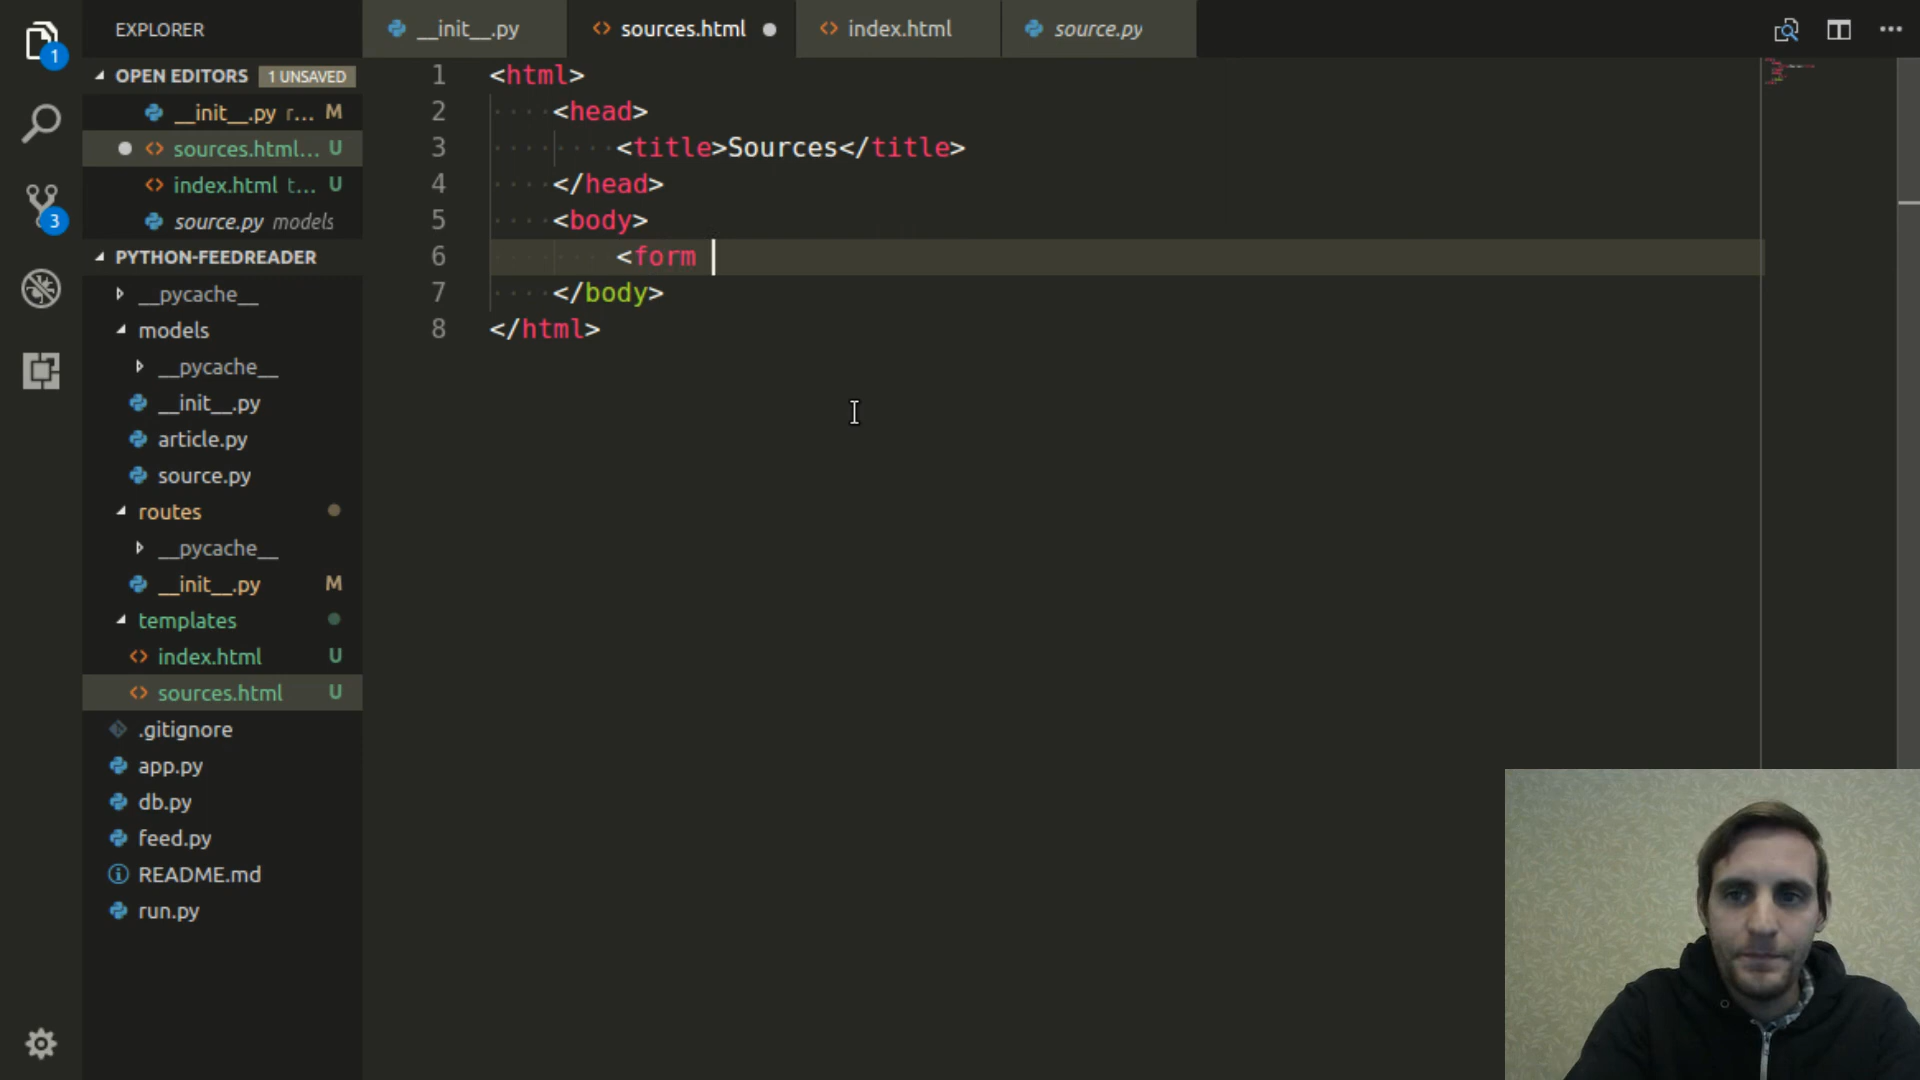 EXPLORER
__init__.py
sources.html
index.html
source.py
OPEN EDITORS 1 UNSAVED
__init__.py r... M
sources.html... U
index.html t... U
source.py models
PYTHON-FEEDREADER
__pycache__
models
__pycache__
__init__.py
article.py
source.py
routes
__pycache__
__init__.py M
templates
index.html U
sources.html U
.gitignore
app.py
db.py
feed.py
README.md
run.py
1
3
1 <html>
2 <head>
3 <title>Sources</title>
4 </head>
5 <body>
6 <form
7 </body>
8 </html>